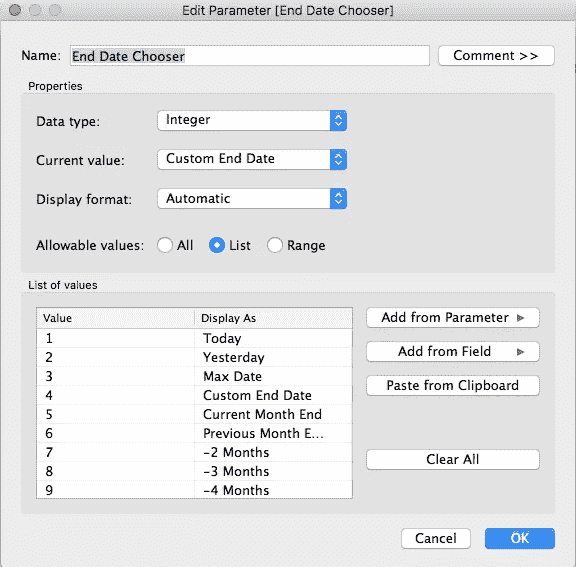 Edit Parameter [End Date Chooser]
Name: End Date Chooser Comment >>
Properties
Data type: Integer
Current value: Custom End Date
Display format: Automatic
Allowable values: All List Range
List of values
Value Display As
1 Today
2 Yesterday
3 Max Date
4 Custom End Date
5 Current Month End
6 Previous Month E...
7 -2 Months
8 -3 Months
9 -4 Months
Add from Parameter
Add from Field
Paste from Clipboard
Clear All
Cancel OK